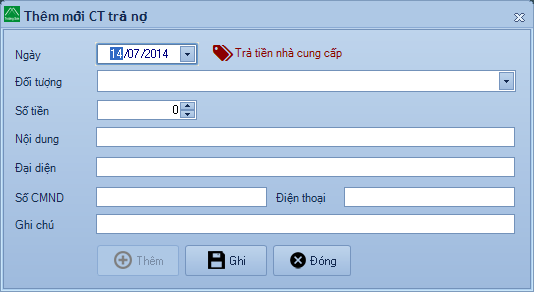 Thêm mới CT trả nợ
Ngày 14/07/2014 Trả tiền nhà cung cấp
Đối tượng
Số tiền 0
Nội dung
Đại diện
Số CMND Điện thoại
Ghi chú
Thêm Ghi Đóng